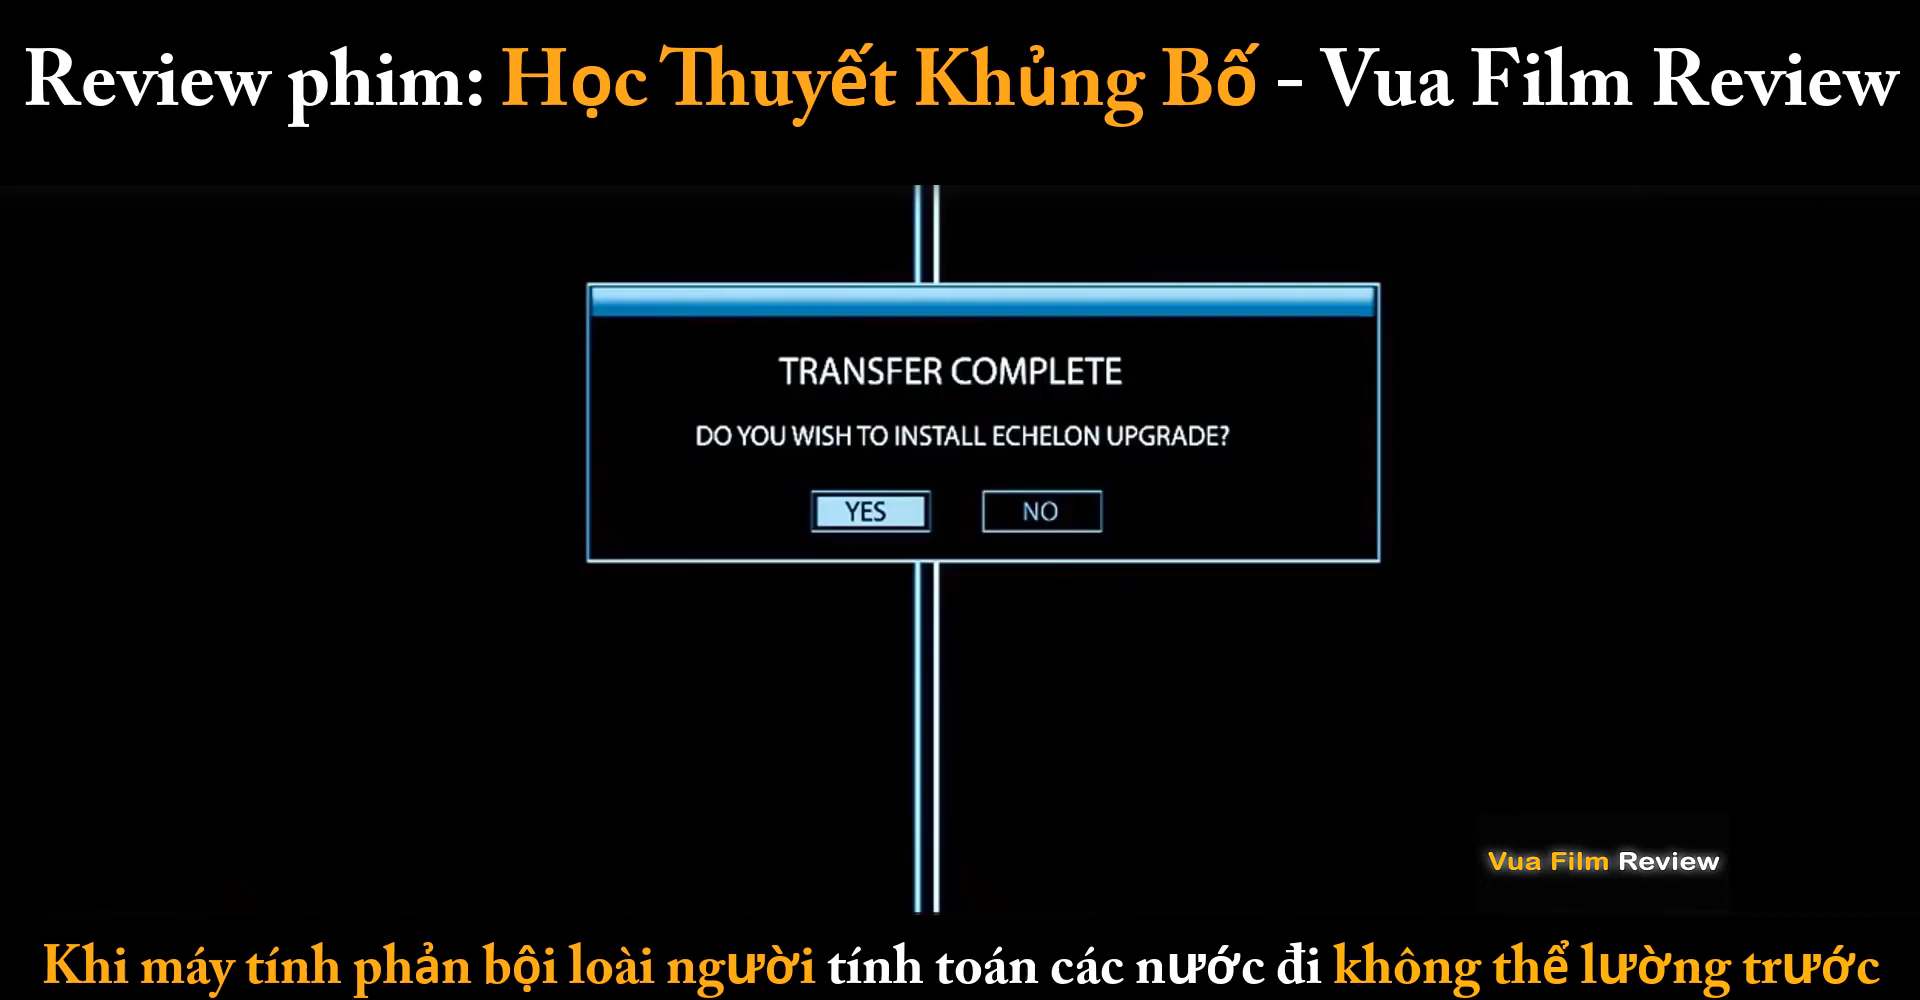 Review phim: Học Thuyết Khủng Bố - Vua Film Review
TRANSFER COMPLETE
DO YOU WISH TO INSTALL ECHELON UPGRADE?
YES NO
Vua Film Review
Khi máy tính phản bội loài người tính toán các nước đi không thể lường trước